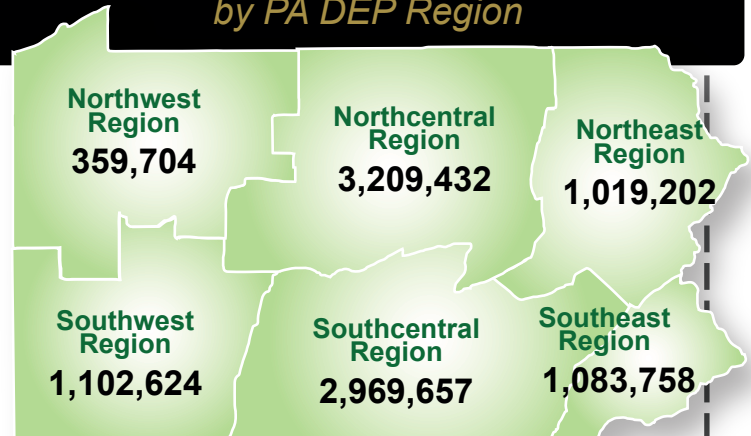 by PA DEP Region
Northwest
Region
359,704
Northcentral
Region
3,209,432
Northeast
Region
1,019,202
Southwest
Region
1,102,624
Southcentral
Region
2,969,657
Southeast
Region
1,083,758